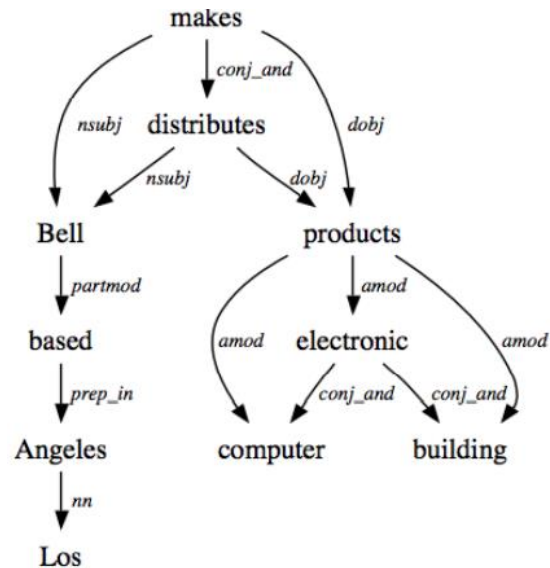 makes
conj_and
nsubj distributes dobj
nsubj dobj
Bell products
partmod amod
based amod electronic amod
prep_in conj_and conj_and
Angeles computer building
nn
Los